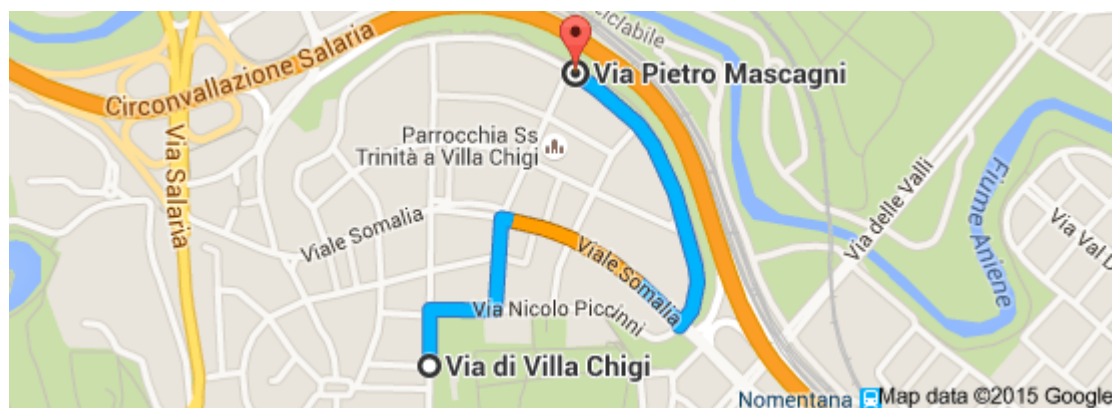 ciclabile
Via Pietro Mascagni
Circonvallazione Salaria
Parrocchia Ss
Trinità a Villa Chigi
Via Salaria
Via delle Valli
Fiume Aniene
Via Val D
Viale Somalia
Viale Somalia
Via Nicolo Piccinni
Via di Villa Chigi
Nomentana
Map data ©2015 Google